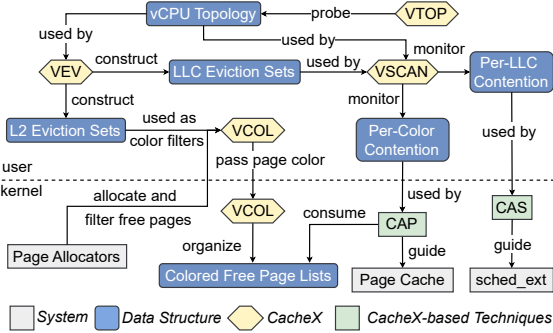 vCPU Topology
probe
VTOP
used by
used by
construct
monitor
VEV
LLC Eviction Sets
used by
VSCAN
Per-LLC
Contention
construct
monitor
L2 Eviction Sets
used as
color filters
VCOL
Per-Color
Contention
used by
pass page color
user
kernel
allocate and
filter free pages
VCOL
consume
used by
CAP
CAS
organize
guide
guide
Page Allocators
Colored Free Page Lists
Page Cache
sched_ext
System
Data Structure
CacheX
CacheX-based Techniques